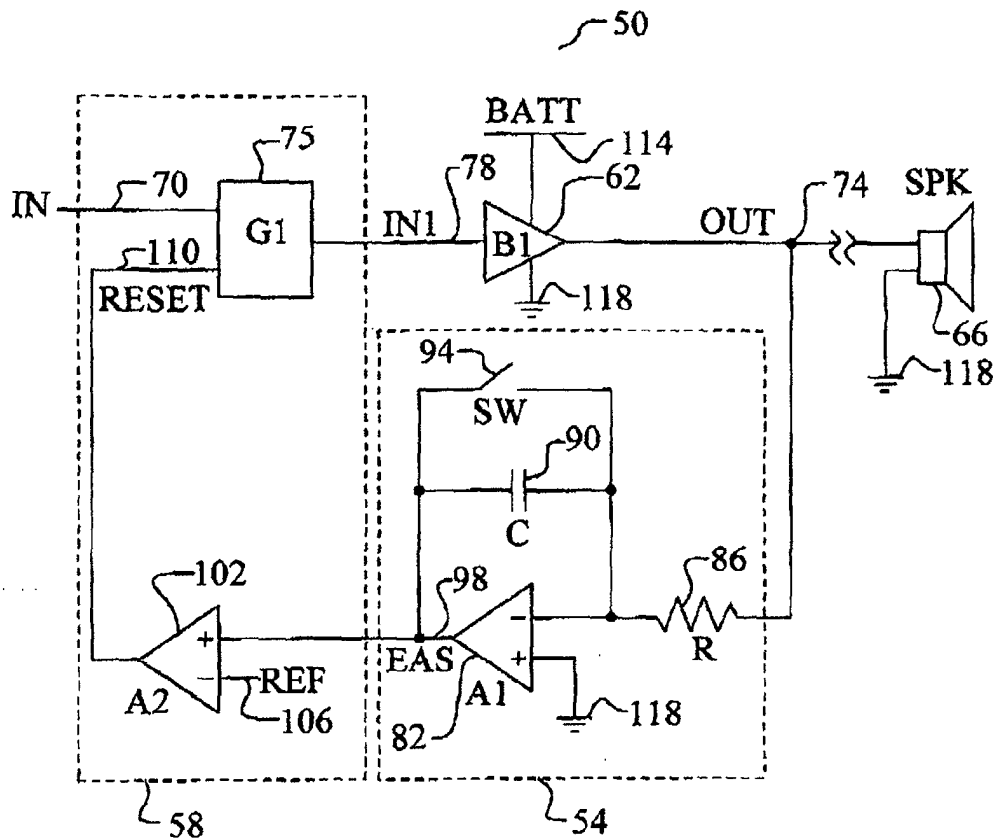 50
BATT
114
75
70
78
62
74
SPK
IN
G1
IN1
B1
OUT
110
RESET
118
66
118
94
SW
90
C
102
98
86
+
-
R
-
REF
EAS
+
A2
A1
106
82
118
58
54